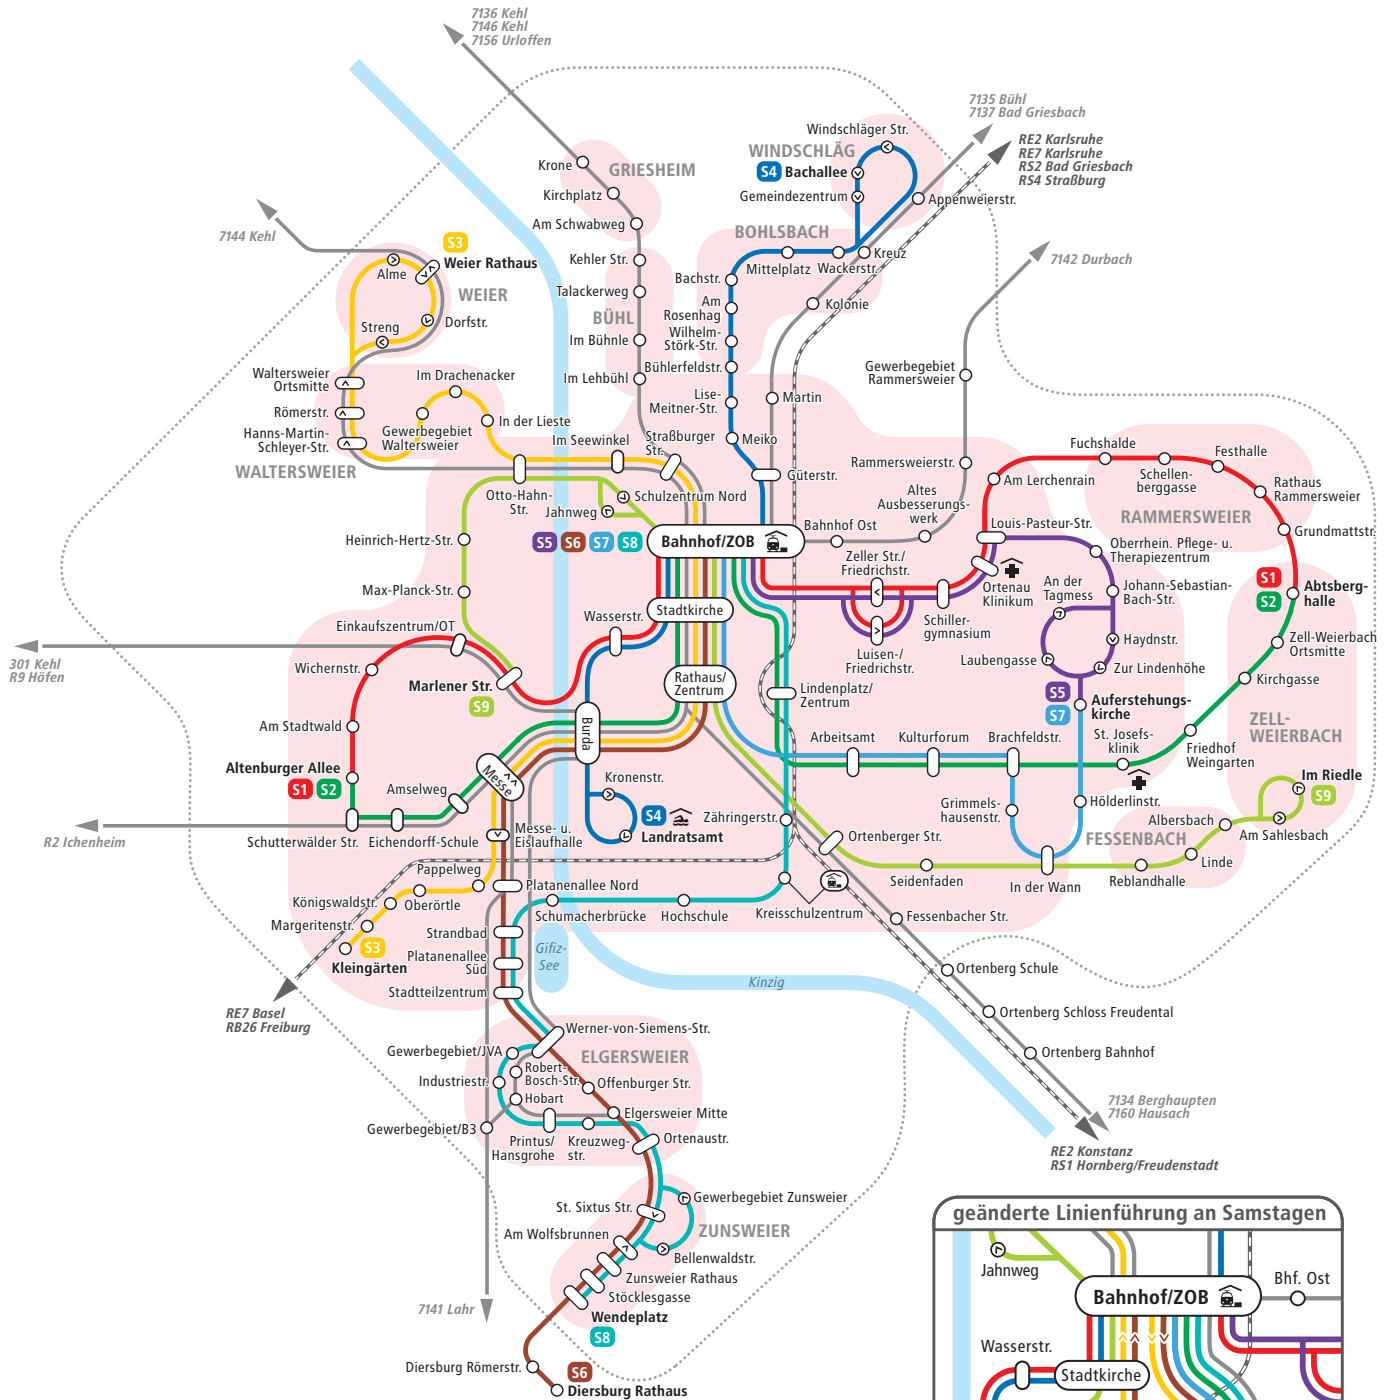 7136 Kehl
7146 Kehl
7156 Urloffen
7135 Bühl
7137 Bad Griesbach
RE2 Karlsruhe
RE7 Karlsruhe
RS2 Bad Griesbach
RS4 Straßburg
Windschläger Str.
WINDSCHLÄG
S4 Bachallee
Gemeindezentrum
Appenweierstr.
Krone
GRIESHEIM
Kirchplatz
Am Schwabweg
7144 Kehl
S3
Weier Rathaus
Alme
WEIER
Dorfstr.
Streng
Kehler Str.
Talackerweg
BÜHL
Im Bühnle
Im Lehbühl
BOHLSBACH
Mittelplatz
Wackerstr.
Kreuz
Bachstr.
Am
Rosenhag
Wilhelm-
Störk-Str.
Bühlerfeldstr.
Lise-
Meitner-Str.
Meiko
Kolonie
Martin
7142 Durbach
Gewerbegebiet
Rammersweier
Waltersweier
Ortsmitte
Römerstr.
Hanns-Martin-
Schleyer-Str.
WALTERSWEIER
Im Drachenacker
Gewerbegebiet
Waltersweier
In der Lieste
Im Seewinkel
Straßburger
Str.
Güterstr.
Rammersweierstr.
Altes
Ausbesserungs-
werk
Bahnhof Ost
Otto-Hahn-
Str.
Schulzentrum Nord
Jahnweg
S5 S6 S7 S8 Bahnhof/ZOB
Heinrich-Hertz-Str.
Max-Planck-Str.
Fuchshalde
Schellen-
berggasse
Festhalle
Rathaus
Rammersweier
RAMMERSWEIER
Grundmattstr.
Am Lerchenrain
Louis-Pasteur-Str.
Oberrhein. Pflege- u.
Therapiezentrum
Zeller Str./
Friedrichstr.
Ortenau
Klinikum
An der
Tagmess
Johann-Sebastian-
Bach-Str.
S1
S2
Abtsberg-
halle
Stadtkirche
Wasserstr.
Schiller-
gymnasium
Luisen-/
Friedrichstr.
Haydnstr.
Laubengasse
Zur Lindenhöhe
Zell-Weierbach
Ortsmitte
Kirchgasse
Einkaufszentrum/OT
301 Kehl
R9 Höfen
Wichernstr.
Marlener Str.
S9
Rathaus/
Zentrum
Lindenplatz/
Zentrum
S5
S7
Auferstehungs-
kirche
ZELL-
WEIERBACH
Am Stadtwald
Burda
Arbeitsamt
Kulturforum
Brachfeldstr.
St. Josefs-
klinik
Friedhof
Weingarten
Altenburger Allee
S1 S2
Messe
Amselweg
Kronenstr.
S4
Landratsamt
Zähringerstr.
Grimmels-
hausenstr.
Hölderlinstr.
Im Riedle
S9
Albersbach
Am Sahlesbach
FESSENBACH
R2 Ichenheim
Schutterwälder Str.
Eichendorff-Schule
Messe- u.
Eislaufhalle
Ortenberger Str.
Seidenfaden
In der Wann
Reblandhalle
Linde
Pappelweg
Platanenallee Nord
Königswaldstr.
Oberörtle
Schumacherbrücke
Hochschule
Kreisschulzentrum
Fessenbacher Str.
Margeritenstr.
S3
Kleingärten
Strandbad
Platanenallee
Süd
Gifiz-
See
Stadtteilzentrum
Kinzig
Ortenberg Schule
Ortenberg Schloss Freudental
Ortenberg Bahnhof
RE7 Basel
RB26 Freiburg
Werner-von-Siemens-Str.
Gewerbegebiet/JVA
ELGERSWEIER
Robert-
Bosch-Str.
Industriestr.
Offenburger Str.
Hobart
Elgersweier Mitte
Gewerbegebiet/B3
Printus/
Hansgrohe
Kreuzweg-
str.
Ortenaustr.
7134 Berghaupten
7160 Hausach
RE2 Konstanz
RS1 Hornberg/Freudenstadt
St. Sixtus Str.
Gewerbegebiet Zunsweier
Am Wolfsbrunnen
ZUNSWEIER
Bellenwaldstr.
Zunsweier Rathaus
Stöcklesgasse
Wendeplatz
S8
7141 Lahr
Diersburg Römerstr.
S6
Diersburg Rathaus
geänderte Linienführung an Samstagen
Jahnweg
Bahnhof/ZOB
Bhf. Ost
Wasserstr.
Stadtkirche